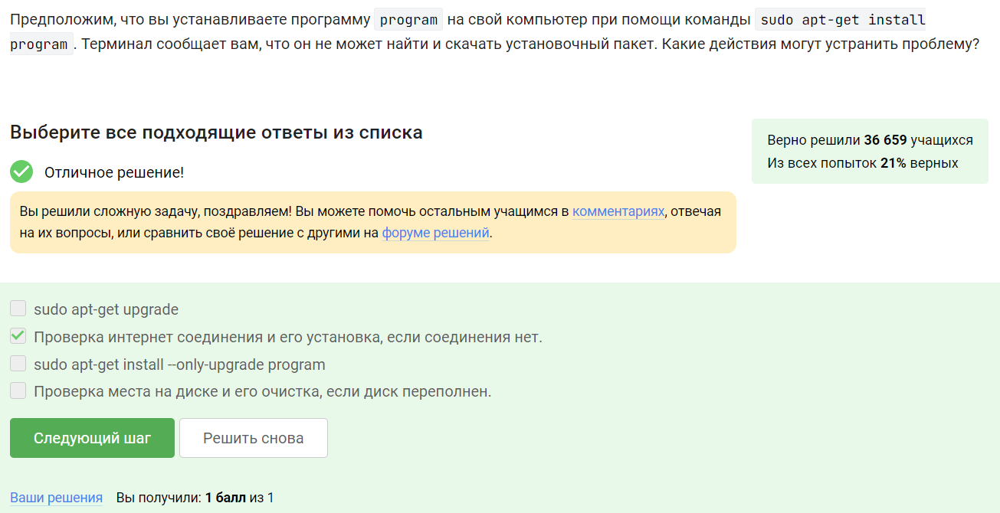 Предположим, что вы устанавливаете программу program на свой компьютер при помощи команды sudo apt-get install
program. Терминал сообщает вам, что он не может найти и скачать установочный пакет. Какие действия могут устранить проблему?
Выберите все подходящие ответы из списка
Отличное решение!
Верно решили 36 659 учащихся
Из всех попыток 21% верных
Вы решили сложную задачу, поздравляем! Вы можете помочь остальным учащимся в комментариях, отвечая
на их вопросы, или сравнить своё решение с другими на форуме решений.
sudo apt-get upgrade
Проверка интернет соединения и его установка, если соединения нет.
sudo apt-get install --only-upgrade program
Проверка места на диске и его очистка, если диск переполнен.
Следующий шаг
Решить снова
Ваши решения Вы получили: 1 балл из 1